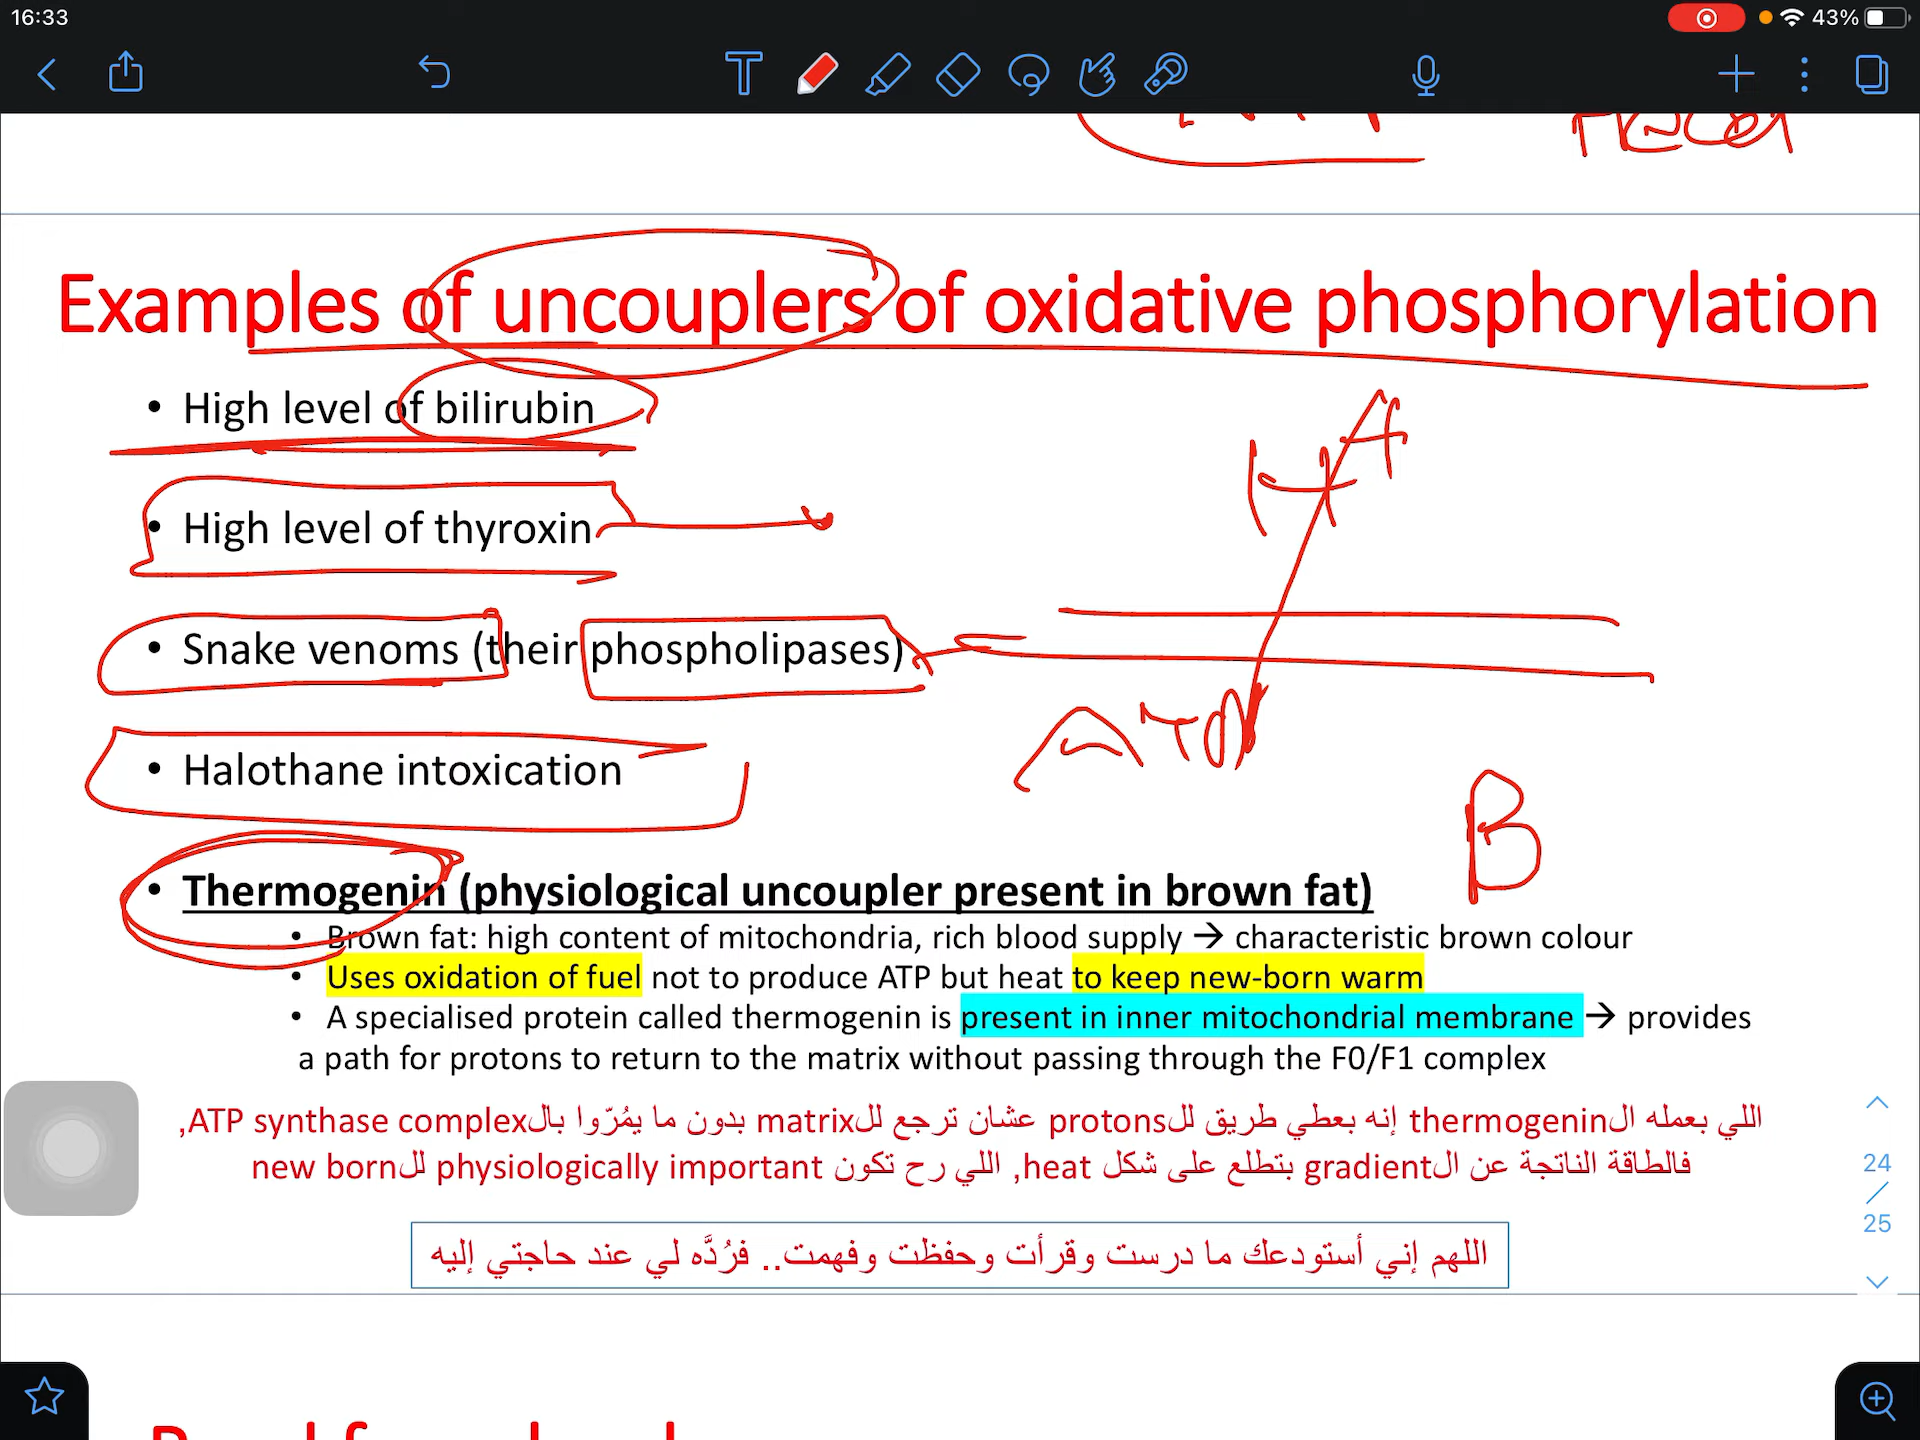 16:33
43%
Examples of uncouplers of oxidative phosphorylation
• High level of bilirubin
• High level of thyroxin
• Snake venoms (their phospholipases)
• Halothane intoxication
B
• Thermogenin (physiological uncoupler present in brown fat)
• Brown fat: high content of mitochondria, rich blood supply → characteristic brown colour
• Uses oxidation of fuel not to produce ATP but heat to keep new-born warm
• A specialised protein called thermogenin is present in inner mitochondrial membrane → provides
a path for protons to return to the matrix without passing through the F0/F1 complex
اللي بعمله الthermogenin إنه بعطي طريق للprotons عشان ترجع للmatrix بدون ما يمُرّوا بالATP synthase complex,
فالطاقة الناتجة عن الgradient بتطلع على شكل heat, اللي رح تكون physiologically important للnew born
24
/
25
اللهم إني أستودعك ما درست وقرأت وحفظت وفهمت.. فرُدَّه لي عند حاجتي إليه